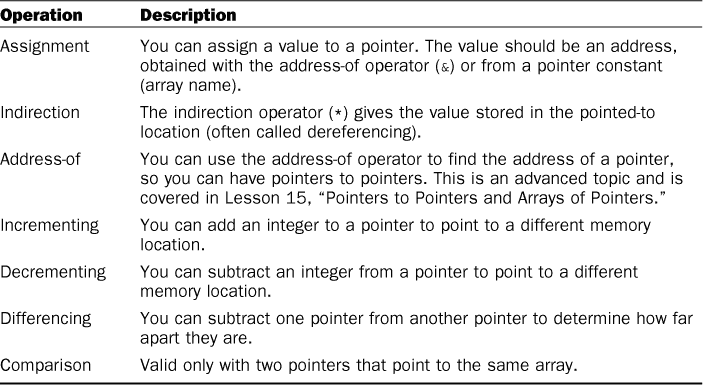 Operation Description
Assignment You can assign a value to a pointer. The value should be an address,
obtained with the address-of operator (&) or from a pointer constant
(array name).
Indirection The indirection operator (*) gives the value stored in the pointed-to
location (often called dereferencing).
Address-of You can use the address-of operator to find the address of a pointer,
so you can have pointers to pointers. This is an advanced topic and is
covered in Lesson 15, “Pointers to Pointers and Arrays of Pointers.”
Incrementing You can add an integer to a pointer to point to a different memory
location.
Decrementing You can subtract an integer from a pointer to point to a different
memory location.
Differencing You can subtract one pointer from another pointer to determine how far
apart they are.
Comparison Valid only with two pointers that point to the same array.